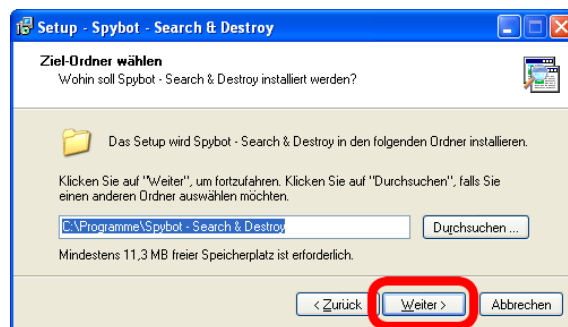 Setup - Spybot - Search & Destroy
Ziel-Ordner wählen
Wohin soll Spybot - Search & Destroy installiert werden?
Das Setup wird Spybot - Search & Destroy in den folgenden Ordner installieren.
Klicken Sie auf "Weiter", um fortzufahren. Klicken Sie auf "Durchsuchen", falls Sie
einen anderen Ordner auswählen möchten.
C:\Programme\Spybot - Search & Destroy
Durchsuchen ...
Mindestens 11,3 MB freier Speicherplatz ist erforderlich.
< Zurück
Weiter >
Abbrechen